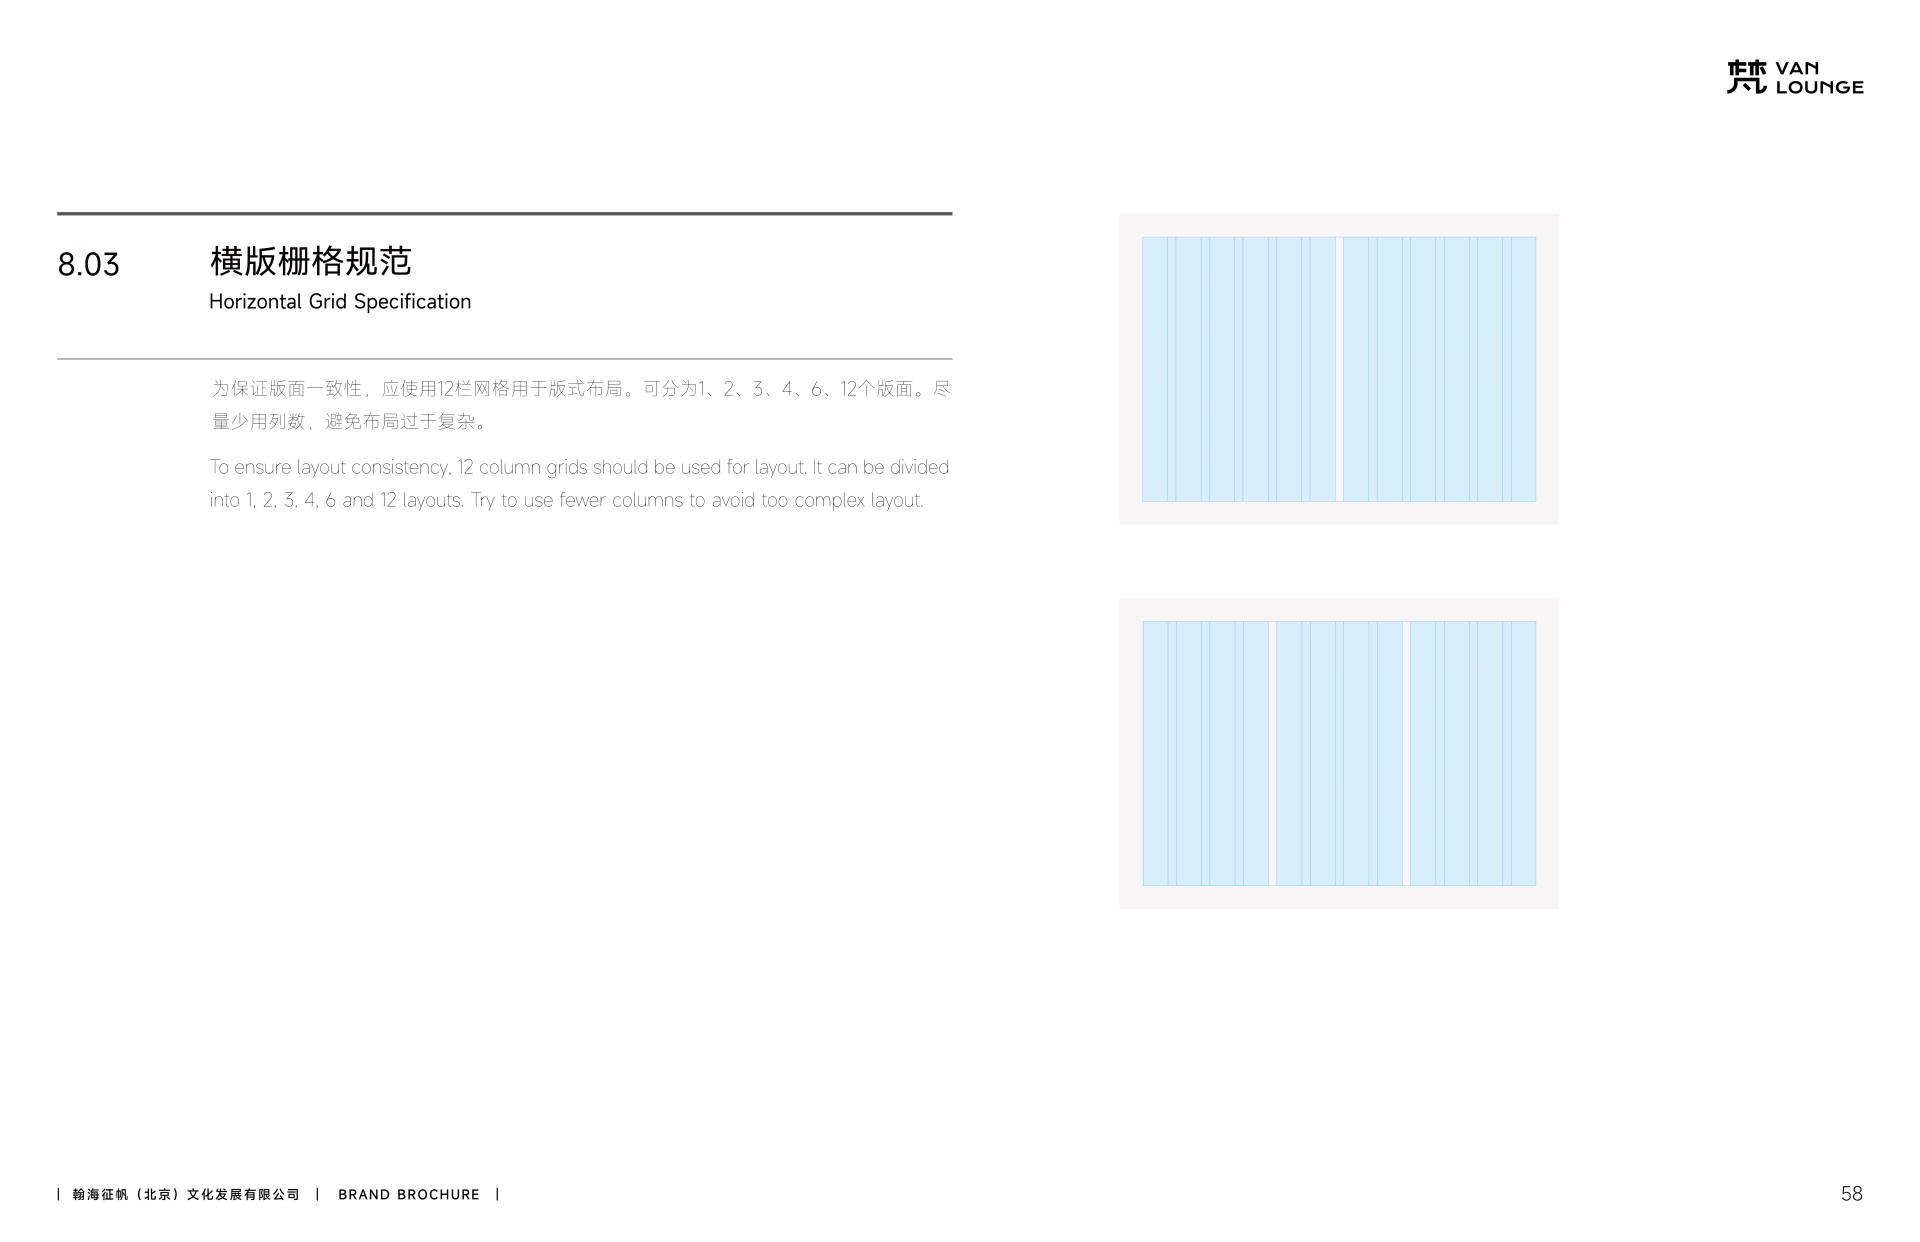 梵 VAN
LOUNGE
8.03
横版栅格规范
Horizontal Grid Specification
为保证版面一致性，应使用12栏网格用于版式布局。可分为1、2、3、4、6、12个版面。尽
量少用列数，避免布局过于复杂。
To ensure layout consistency, 12 column grids should be used for layout. It can be divided
into 1, 2, 3, 4, 6 and 12 layouts. Try to use fewer columns to avoid too complex layout.
| 翰海征帆（北京）文化发展有限公司 | BRAND BROCHURE |
58